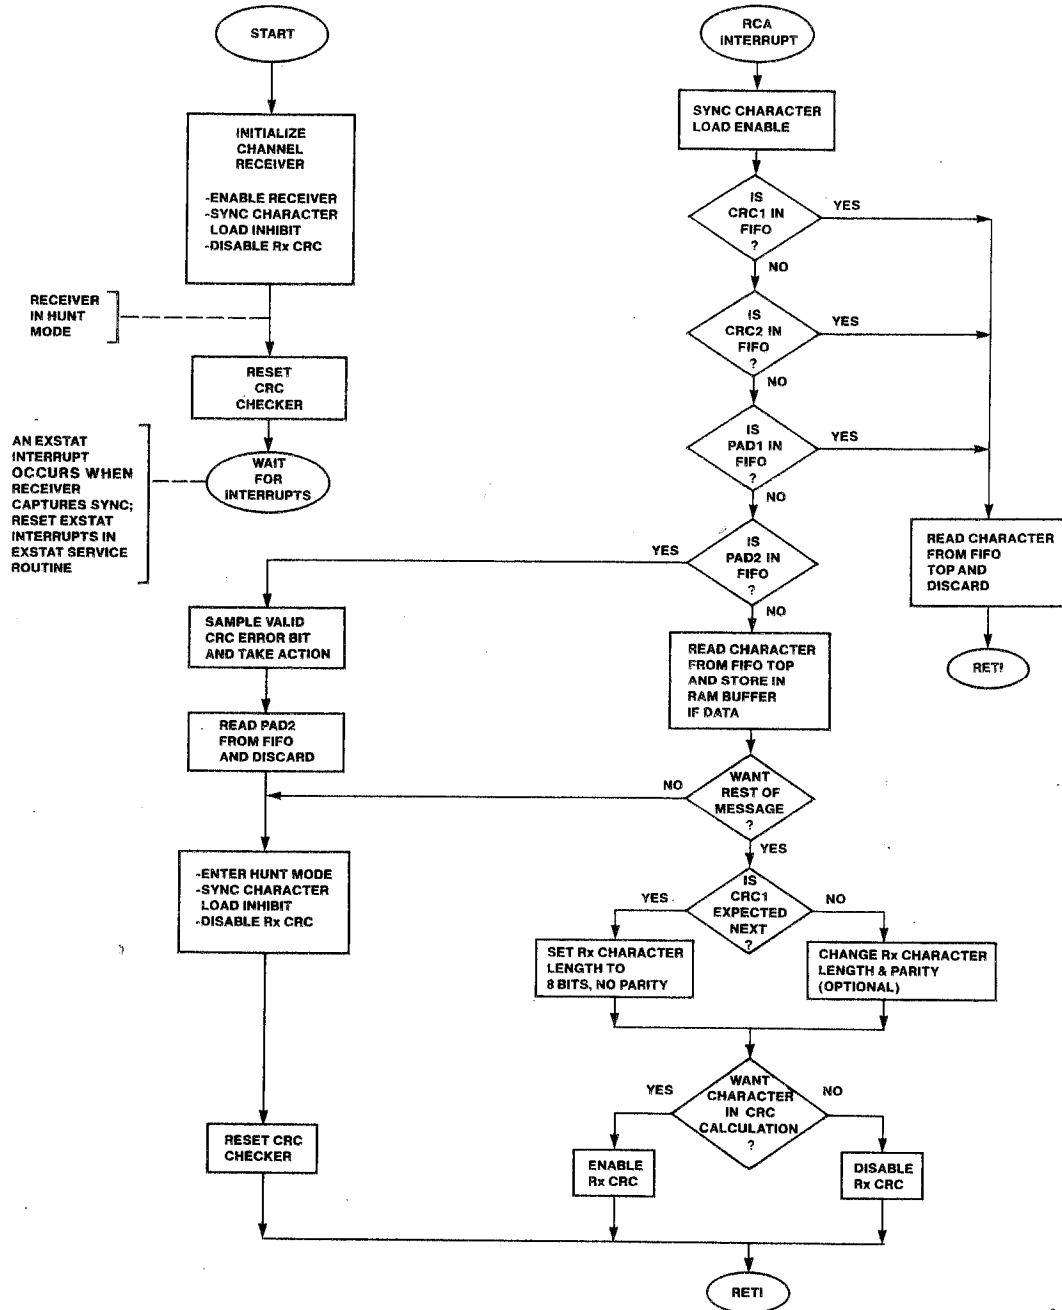 START
INITIALIZE
CHANNEL
RECEIVER
-ENABLE RECEIVER
-SYNC CHARACTER
LOAD INHIBIT
-DISABLE Rx CRC
RECEIVER
IN HUNT
MODE
RESET
CRC
CHECKER
AN EXSTAT
INTERRUPT
OCCURS WHEN
RECEIVER
CAPTURES SYNC;
RESET EXSTAT
INTERRUPTS IN
EXSTAT SERVICE
ROUTINE
WAIT
FOR
INTERRUPTS
RCA
INTERRUPT
SYNC CHARACTER
LOAD ENABLE
IS
CRC1 IN
FIFO
?
YES
NO
IS
CRC2 IN
FIFO
?
YES
NO
IS
PAD1 IN
FIFO
?
YES
NO
IS
PAD2 IN
FIFO
?
YES
NO
READ CHARACTER
FROM FIFO
TOP AND
DISCARD
RETI
SAMPLE VALID
CRC ERROR BIT
AND TAKE ACTION
READ PAD2
FROM FIFO
AND DISCARD
READ CHARACTER
FROM FIFO TOP
AND STORE IN
RAM BUFFER
IF DATA
WANT
REST OF
MESSAGE
?
NO
YES
-ENTER HUNT MODE
-SYNC CHARACTER
LOAD INHIBIT
-DISABLE Rx CRC
IS
CRC1
EXPECTED
NEXT
?
YES
NO
SET Rx CHARACTER
LENGTH TO
8 BITS, NO PARITY
CHANGE Rx CHARACTER
LENGTH & PARITY
(OPTIONAL)
WANT
CHARACTER
IN CRC
CALCULATION
?
YES
NO
RESET CRC
CHECKER
ENABLE
Rx CRC
DISABLE
Rx CRC
RETI